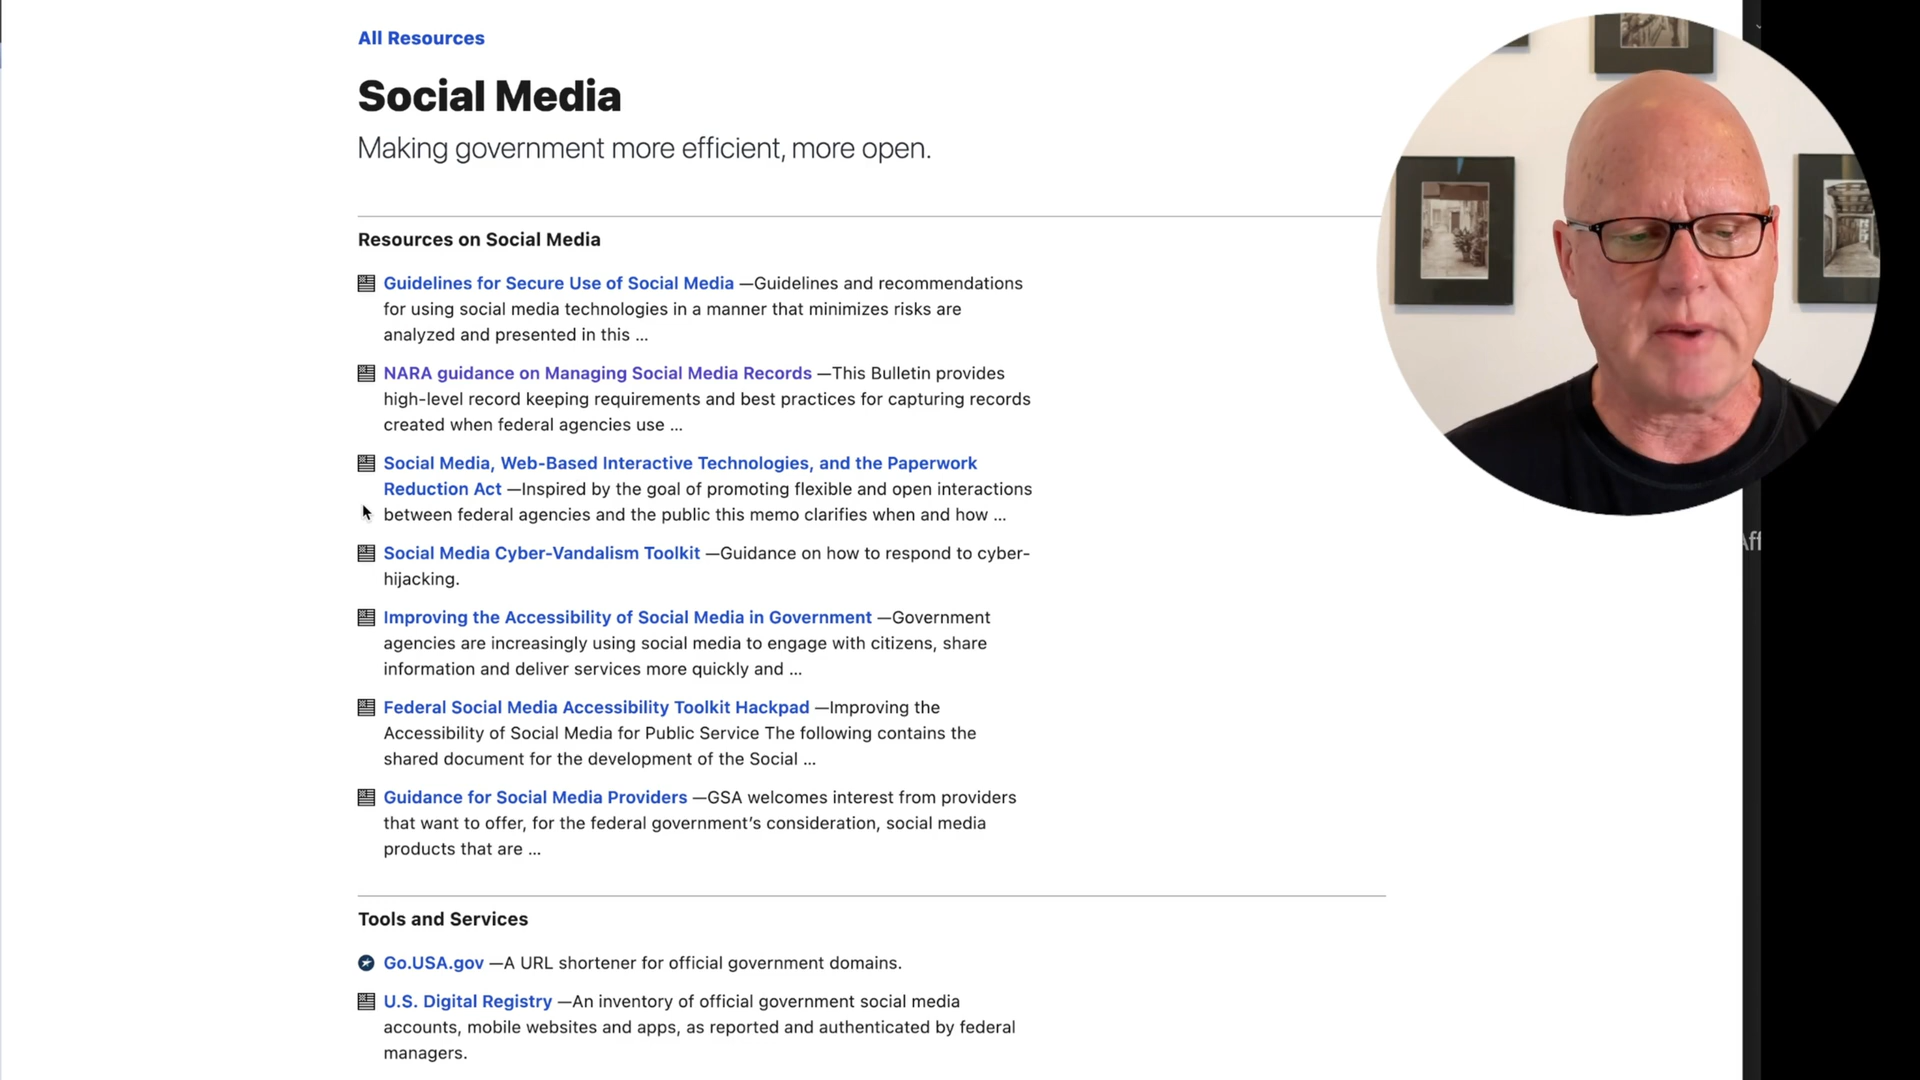 All Resources
Social Media
Making government more efficient, more open.
Resources on Social Media
Guidelines for Secure Use of Social Media —Guidelines and recommendations
for using social media technologies in a manner that minimizes risks are
analyzed and presented in this ...
NARA guidance on Managing Social Media Records —This Bulletin provides
high-level record keeping requirements and best practices for capturing records
created when federal agencies use ...
Social Media, Web-Based Interactive Technologies, and the Paperwork
Reduction Act —Inspired by the goal of promoting flexible and open interactions
between federal agencies and the public this memo clarifies when and how ...
Social Media Cyber-Vandalism Toolkit —Guidance on how to respond to cyber-
hijacking.
Improving the Accessibility of Social Media in Government —Government
agencies are increasingly using social media to engage with citizens, share
information and deliver services more quickly and ...
Federal Social Media Accessibility Toolkit Hackpad —Improving the
Accessibility of Social Media for Public Service The following contains the
shared document for the development of the Social ...
Guidance for Social Media Providers —GSA welcomes interest from providers
that want to offer, for the federal government's consideration, social media
products that are ...
Tools and Services
Go.USA.gov —A URL shortener for official government domains.
U.S. Digital Registry —An inventory of official government social media
accounts, mobile websites and apps, as reported and authenticated by federal
managers.